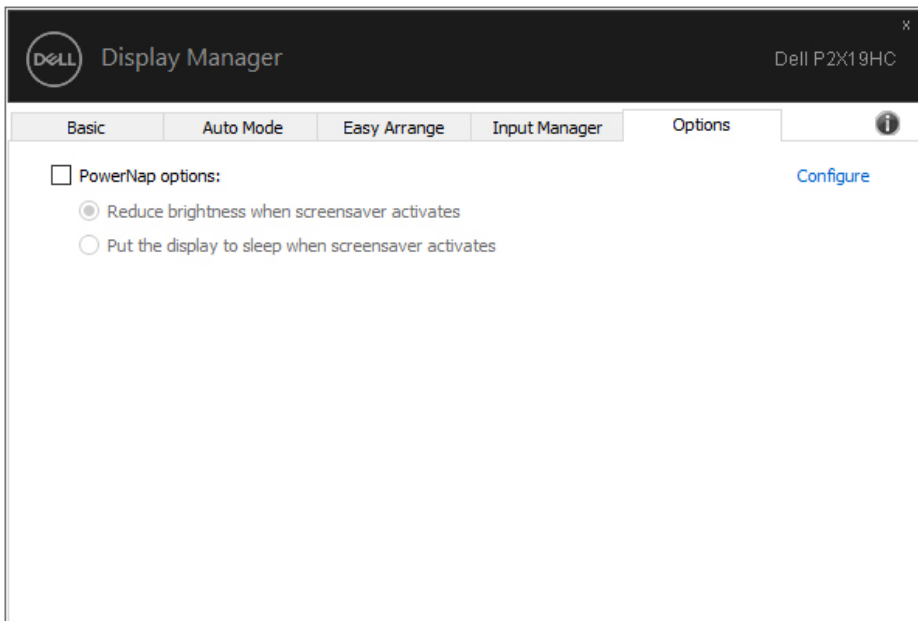 x
DELL Display Manager Dell P2X19HC
Basic Auto Mode Easy Arrange Input Manager Options i
PowerNap options: Configure
Reduce brightness when screensaver activates
Put the display to sleep when screensaver activates